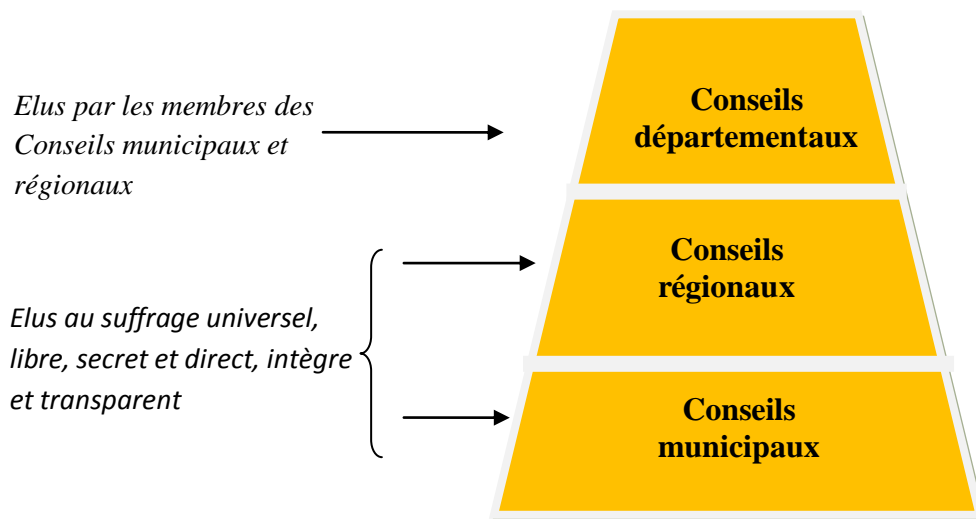 Elus par les membres des
Conseils municipaux et
régionaux
Conseils
départementaux
Conseils
régionaux
Elus au suffrage universel,
libre, secret et direct, intègre
et transparent
Conseils
municipaux